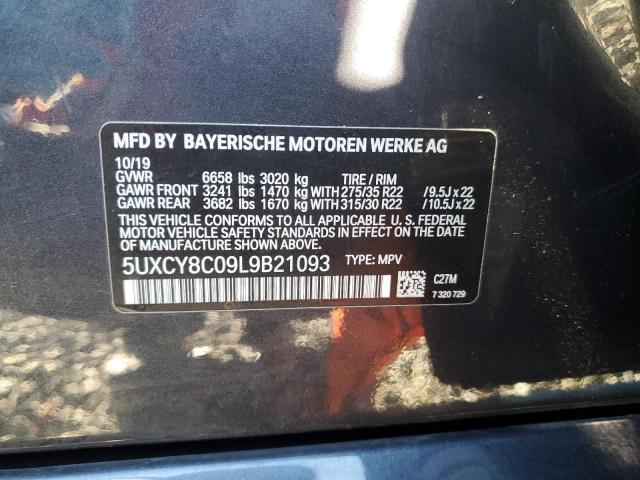 MFD BY BAYERISCHE MOTOREN WERKE AG
10/19
GVWR 6658 lbs 3020 kg TIRE / RIM
GAWR FRONT 3241 lbs 1470 kg WITH 275/35 R22 /9.5J x 22
GAWR REAR 3682 lbs 1670 kg WITH 315/30 R22 /10.5J x 22
THIS VEHICLE CONFORMS TO ALL APPLICABLE U. S. FEDERAL
MOTOR VEHICLE SAFETY STANDARDS IN EFFECT ON THE
DATE OF MANUFACTURE SHOWN ABOVE.
5UXCY8C09L9B21093 TYPE: MPV
C27M
7 320 729